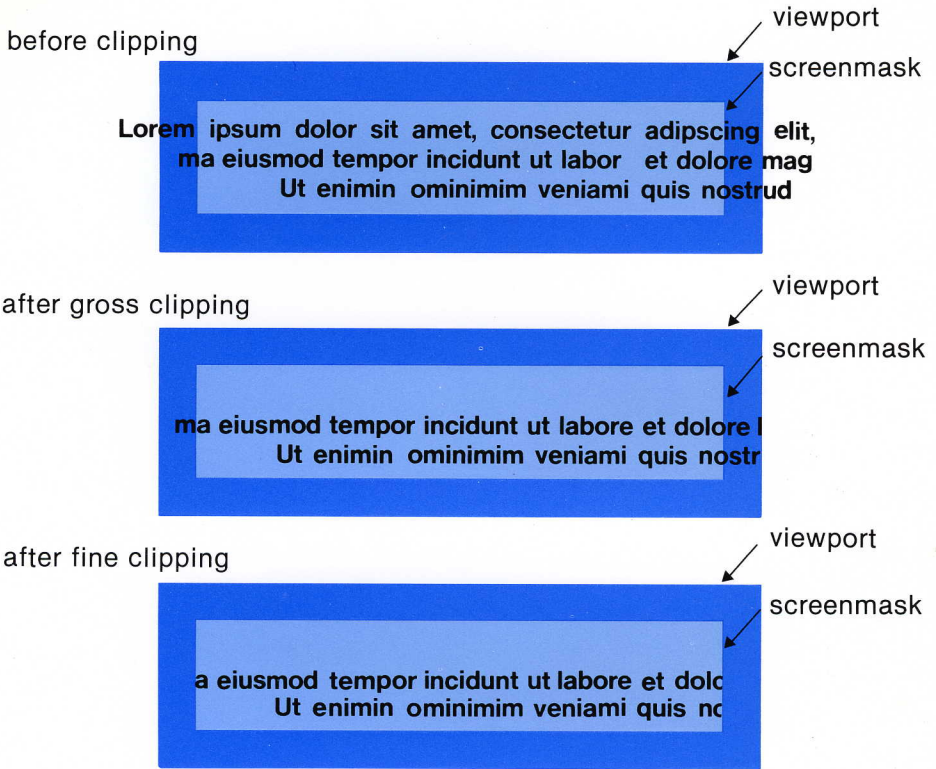 viewport
before clipping
screenmask
Lorem ipsum dolor sit amet, consectetur adipscing elit,
ma eiusmod tempor incidunt ut labor et dolore mag
Ut enimin ominimim veniami quis nostrud
viewport
after gross clipping
screenmask
ma eiusmod tempor incidunt ut labore et dolore l
Ut enimin ominimim veniami quis nostr
viewport
after fine clipping
screenmask
a eiusmod tempor incidunt ut labore et dolo
Ut enimin ominimim veniami quis no